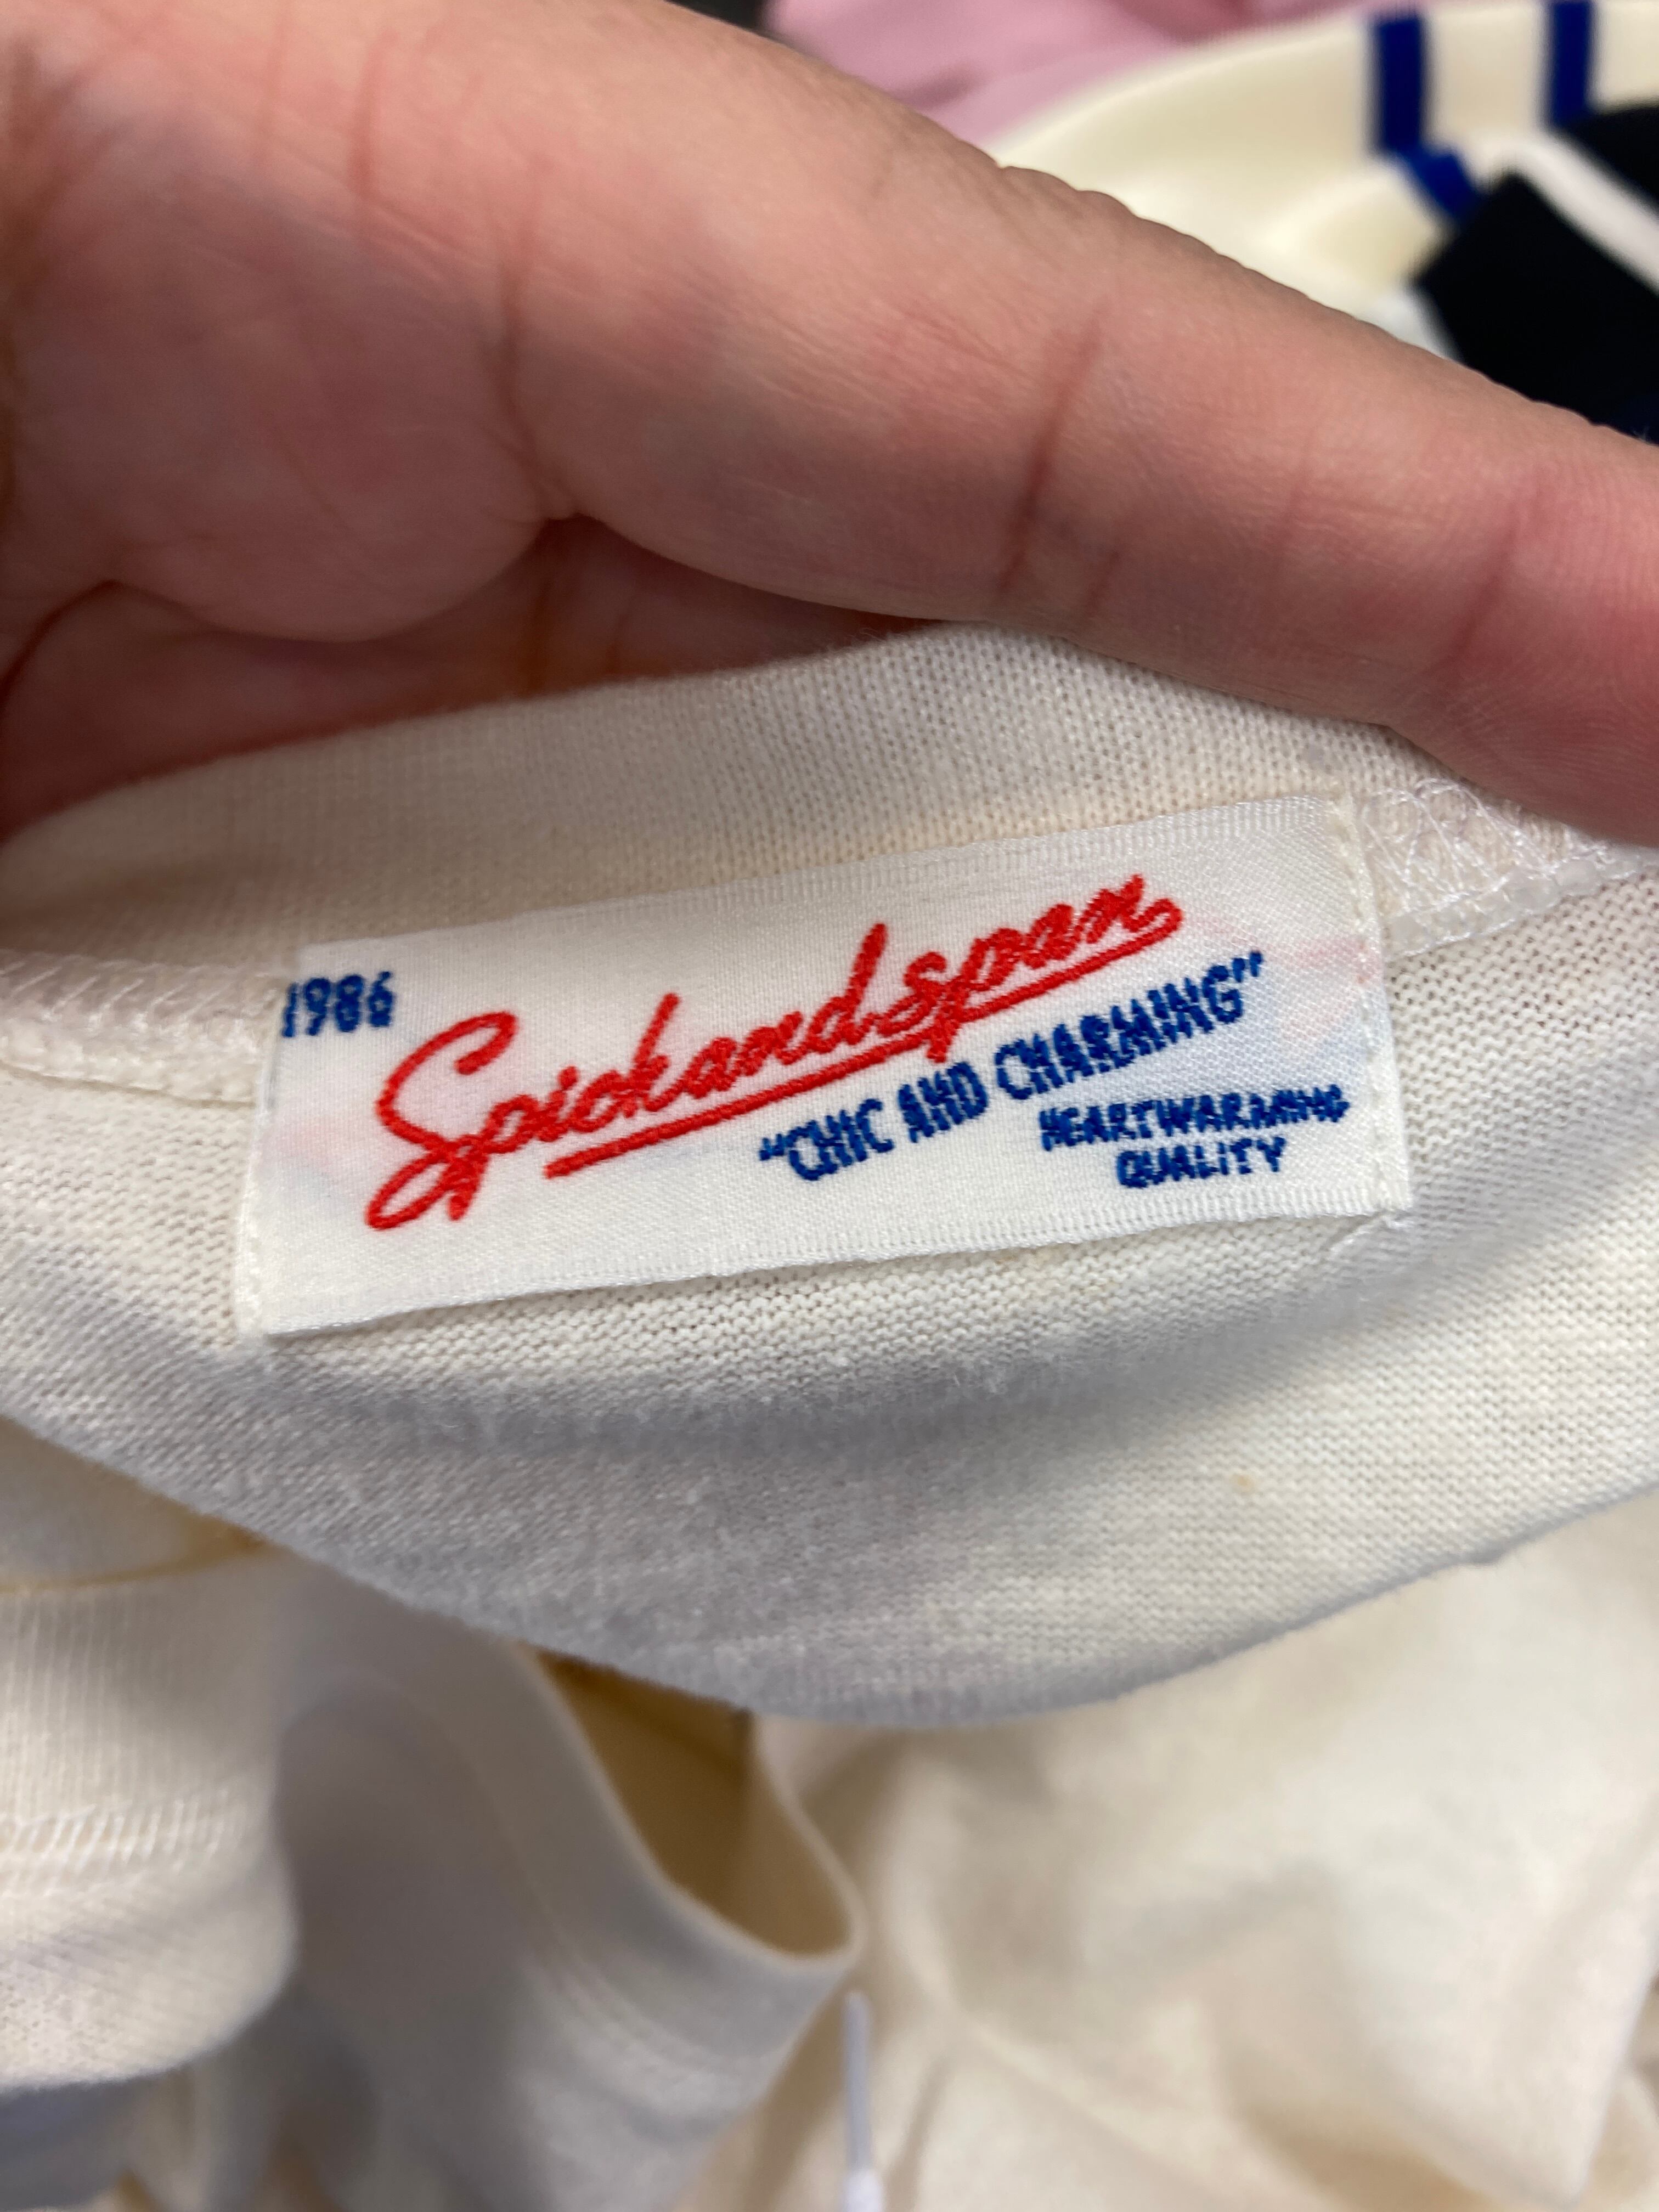 1986
Spickandspan
"CHIC AND CHARMING"
HEARTWARMING
QUALITY